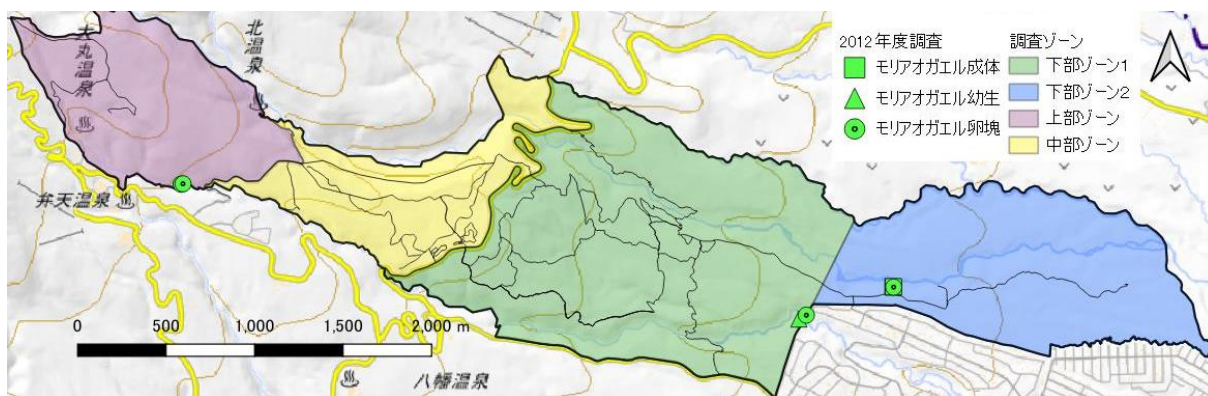 大丸温泉
北温泉
弁天温泉
八幡温泉
0 500 1,000 1,500 2,000 m
2012年度調査
モリアオガエル成体
モリアオガエル幼生
モリアオガエル卵塊
調査ゾーン
下部ゾーン1
下部ゾーン2
上部ゾーン
中部ゾーン